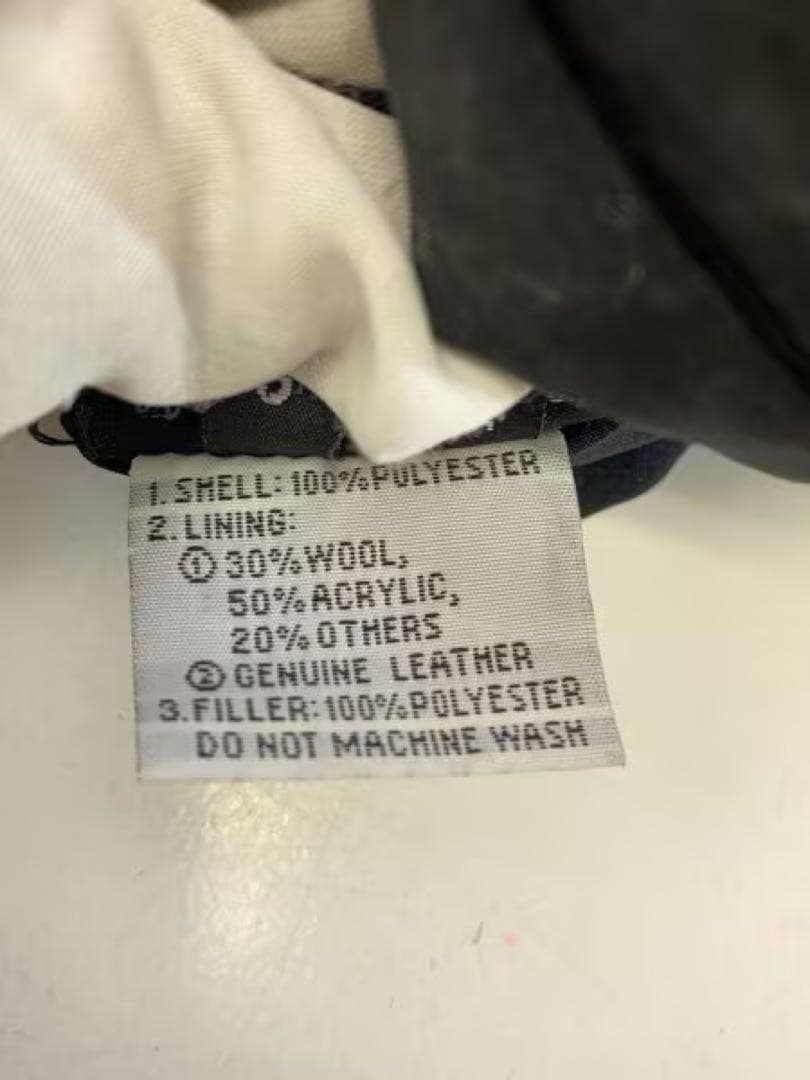 1. SHELL: 100%POLYESTER
2. LINING:
① 30%WOOL,
50%ACRYLIC,
20%OTHERS
② GENUINE LEATHER
3.FILLER:100%POLYESTER
DO NOT MACHINE WASH